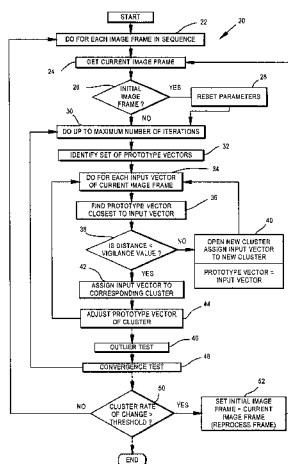 START
22
20
DO FOR EACH IMAGE FRAME IN SEQUENCE
24
GET CURRENT IMAGE FRAME
26
INITIAL
IMAGE
FRAME ?
YES
28
RESET PARAMETERS
NO
30
DO UP TO MAXIMUM NUMBER OF ITERATIONS
32
IDENTIFY SET OF PROTOTYPE VECTORS
34
DO FOR EACH INPUT VECTOR
OF CURRENT IMAGE FRAME
36
FIND PROTOTYPE VECTOR
CLOSEST TO INPUT VECTOR
38
IS DISTANCE <
VIGILANCE VALUE ?
NO
40
OPEN NEW CLUSTER
ASSIGN INPUT VECTOR
TO NEW CLUSTER
PROTOTYPE VECTOR =
INPUT VECTOR
YES
42
ASSIGN INPUT VECTOR TO
CORRESPONDING CLUSTER
44
ADJUST PROTOTYPE VECTOR
OF CLUSTER
46
OUTLIER TEST
48
CONVERGENCE TEST
50
NO
CLUSTER RATE
OF CHANGE >
THRESHOLD ?
YES
52
SET INITIAL IMAGE
FRAME = CURRENT
IMAGE FRAME
(REPROCESS FRAME)
END